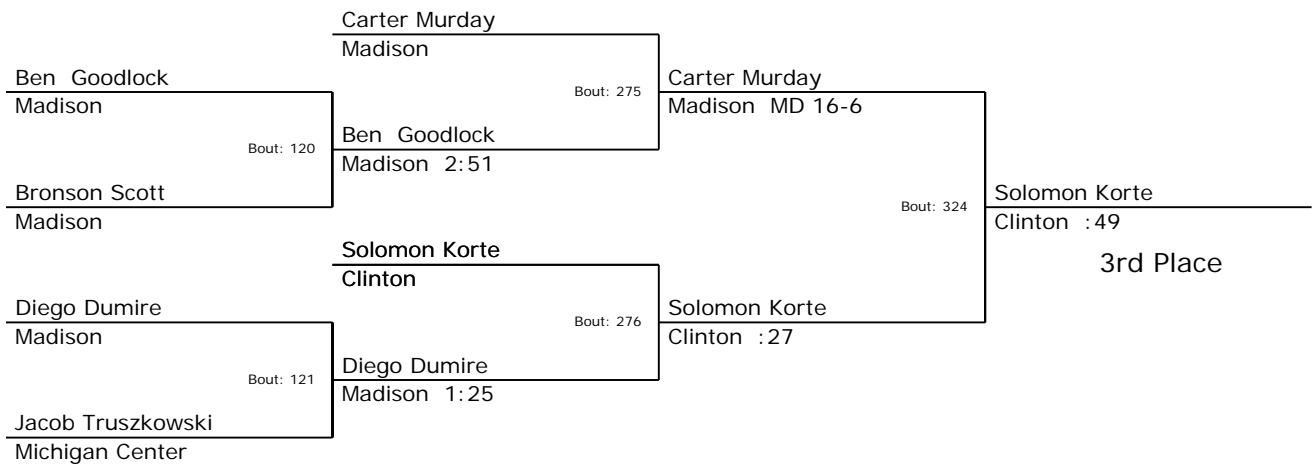 Carter Murday
Madison
Ben  Goodlock
Madison
Bout: 275
Carter Murday
Madison  MD 16-6
Bout: 120
Ben  Goodlock
Madison  2:51
Bronson Scott
Madison
Bout: 324
Solomon Korte
Clinton  :49
3rd Place
Solomon Korte
Clinton
Diego Dumire
Madison
Bout: 276
Solomon Korte
Clinton  :27
Bout: 121
Diego Dumire
Madison  1:25
Jacob Truszkowski
Michigan Center